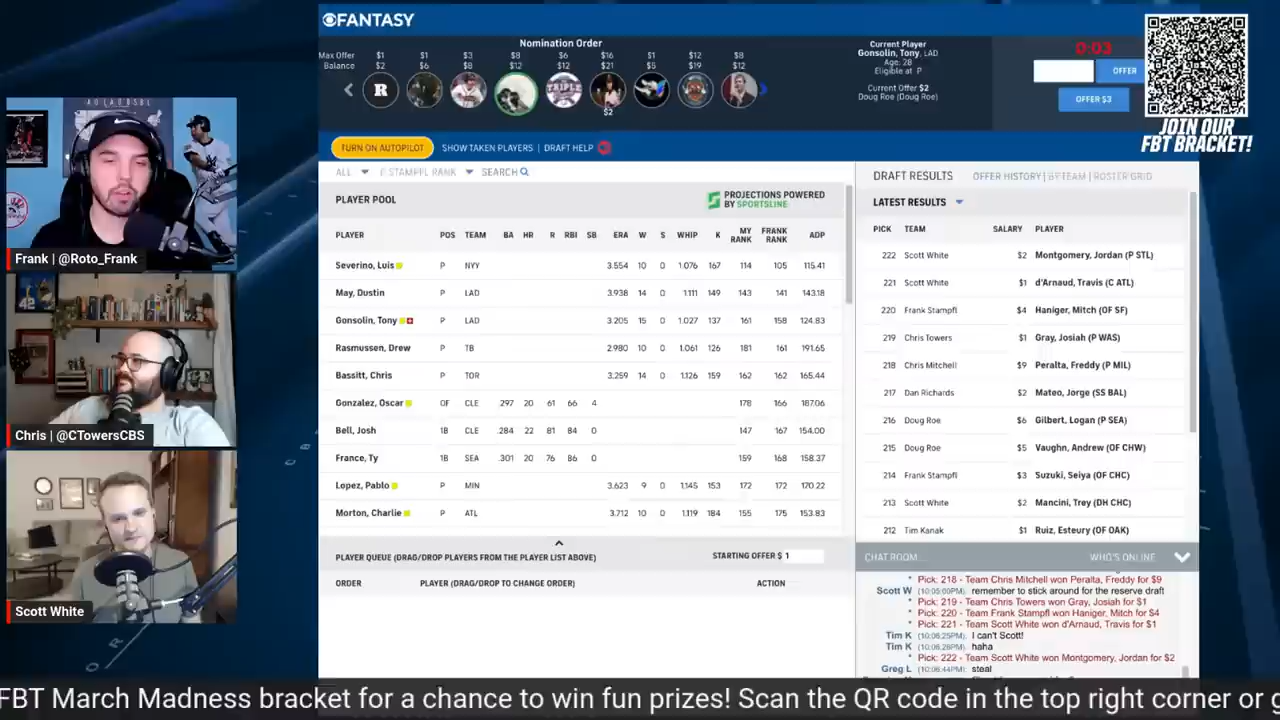 FANTASY
Nomination Order
Max Offer $1 $1 $3 $8 $6 $16 $1 $12 $8
Balance $2 $6 $8 $12 $12 $21 $5 $19 $12
R
TRIPLE
$2
Current Player
Gonsolin, Tony, LAD
Age: 28
Eligible at P
Current Offer $2
Doug Roe (Doug Roe)
0:03
OFFER
OFFER $3
JOIN OUR
FBT BRACKET!
TURN ON AUTOPILOT SHOW TAKEN PLAYERS | DRAFT HELP
ALL F STAMPFL RANK SEARCH
PLAYER POOL
PROJECTIONS POWERED
BY SPORTSLINE
PLAYER POS TEAM BA HR R RBI SB ERA W S WHIP K MY RANK FRANK RANK ADP
Severino, Luis P NYY 3.554 10 0 1.076 167 114 105 115.41
May, Dustin P LAD 3.938 14 0 1.111 149 143 141 143.18
Gonsolin, Tony P LAD 3.205 15 0 1.027 137 161 158 124.83
Rasmussen, Drew P TB 2.980 10 0 1.061 126 181 161 191.65
Bassitt, Chris P TOR 3.259 14 0 1.126 159 162 162 165.44
Gonzalez, Oscar OF CLE .297 20 61 66 4 178 166 187.06
Bell, Josh 1B CLE .284 22 81 84 0 147 167 154.00
France, Ty 1B SEA .301 20 76 86 0 159 168 158.37
Lopez, Pablo P MIN 3.623 9 0 1.145 153 172 172 170.22
Morton, Charlie P ATL 3.712 10 0 1.119 184 155 175 153.83
PLAYER QUEUE (DRAG/DROP PLAYERS FROM THE PLAYER LIST ABOVE) STARTING OFFER $ 1
ORDER PLAYER (DRAG/DROP TO CHANGE ORDER) ACTION
DRAFT RESULTS OFFER HISTORY | BY TEAM | ROSTER GRID
LATEST RESULTS
PICK TEAM SALARY PLAYER
222 Scott White $2 Montgomery, Jordan (P STL)
221 Scott White $1 d'Arnaud, Travis (C ATL)
220 Frank Stampfl $4 Haniger, Mitch (OF SF)
219 Chris Towers $1 Gray, Josiah (P WAS)
218 Chris Mitchell $9 Peralta, Freddy (P MIL)
217 Dan Richards $2 Mateo, Jorge (SS BAL)
216 Doug Roe $6 Gilbert, Logan (P SEA)
215 Doug Roe $5 Vaughn, Andrew (OF CHW)
214 Frank Stampfl $3 Suzuki, Seiya (OF CHC)
213 Scott White $2 Mancini, Trey (DH CHC)
212 Tim Kanak $1 Ruiz, Esteury (OF OAK)
CHAT ROOM... WHO'S ONLINE
* Pick: 218 - Team Chris Mitchell won Peralta, Freddy for $9
Scott W (10:05:00PM) remember to stick around for the reserve draft
* Pick: 219 - Team Chris Towers won Gray, Josiah for $1
* Pick: 220 - Team Frank Stampfl won Haniger, Mitch for $4
* Pick: 221 - Team Scott White won d'Arnaud, Travis for $1
Tim K (10:06:25PM) I can't Scott!
Tim K (10:06:28PM) haha
* Pick: 222 - Team Scott White won Montgomery, Jordan for $2
Greg L (10:06:44PM) steal
Frank | @Roto_Frank
Chris | @CTowersCBS
Scott White
FBT March Madness bracket for a chance to win fun prizes! Scan the QR code in the top right corner or g